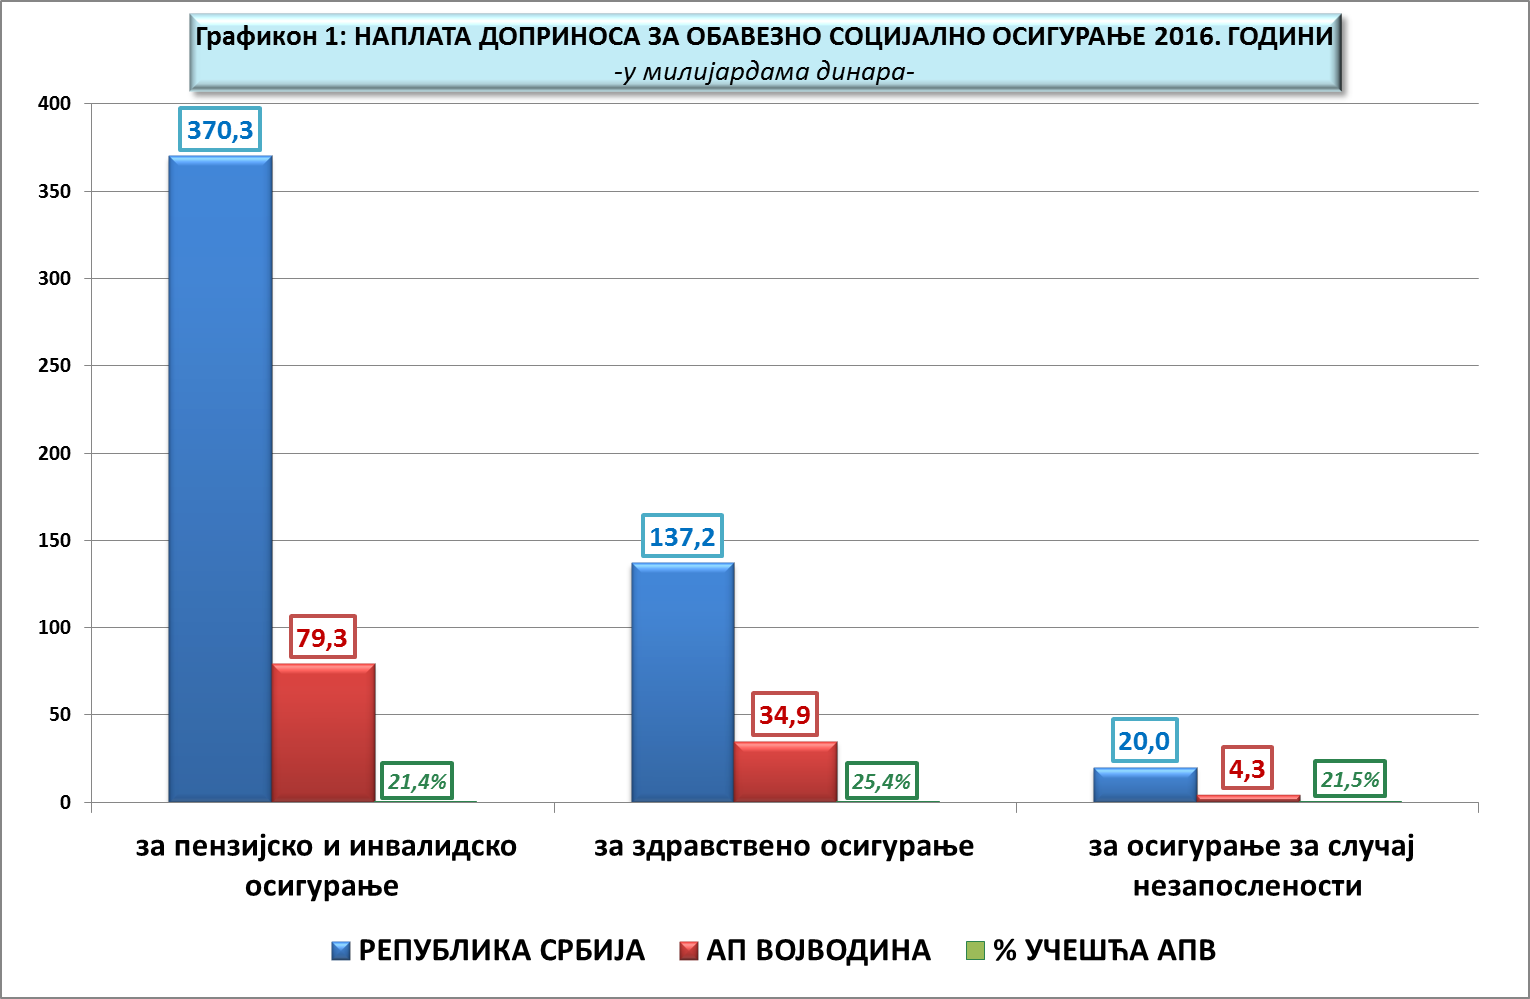 Графикон 1: НАПЛАТА ДОПРИНОСА ЗА ОБАВЕЗНО СОЦИЈАЛНО ОСИГУРАЊЕ 2016. ГОДИНИ
-у милијардама динара-
400
350
300
250
200
150
100
50
0
370,3
79,3
21,4%
137,2
34,9
25,4%
20,0
4,3
21,5%
за пензијско и инвалидско
осигурање
за здравствено осигурање
за осигурање за случај
незапослености
РЕПУБЛИКА СРБИЈА
АП ВОЈВОДИНА
% УЧЕШЋА АПВ